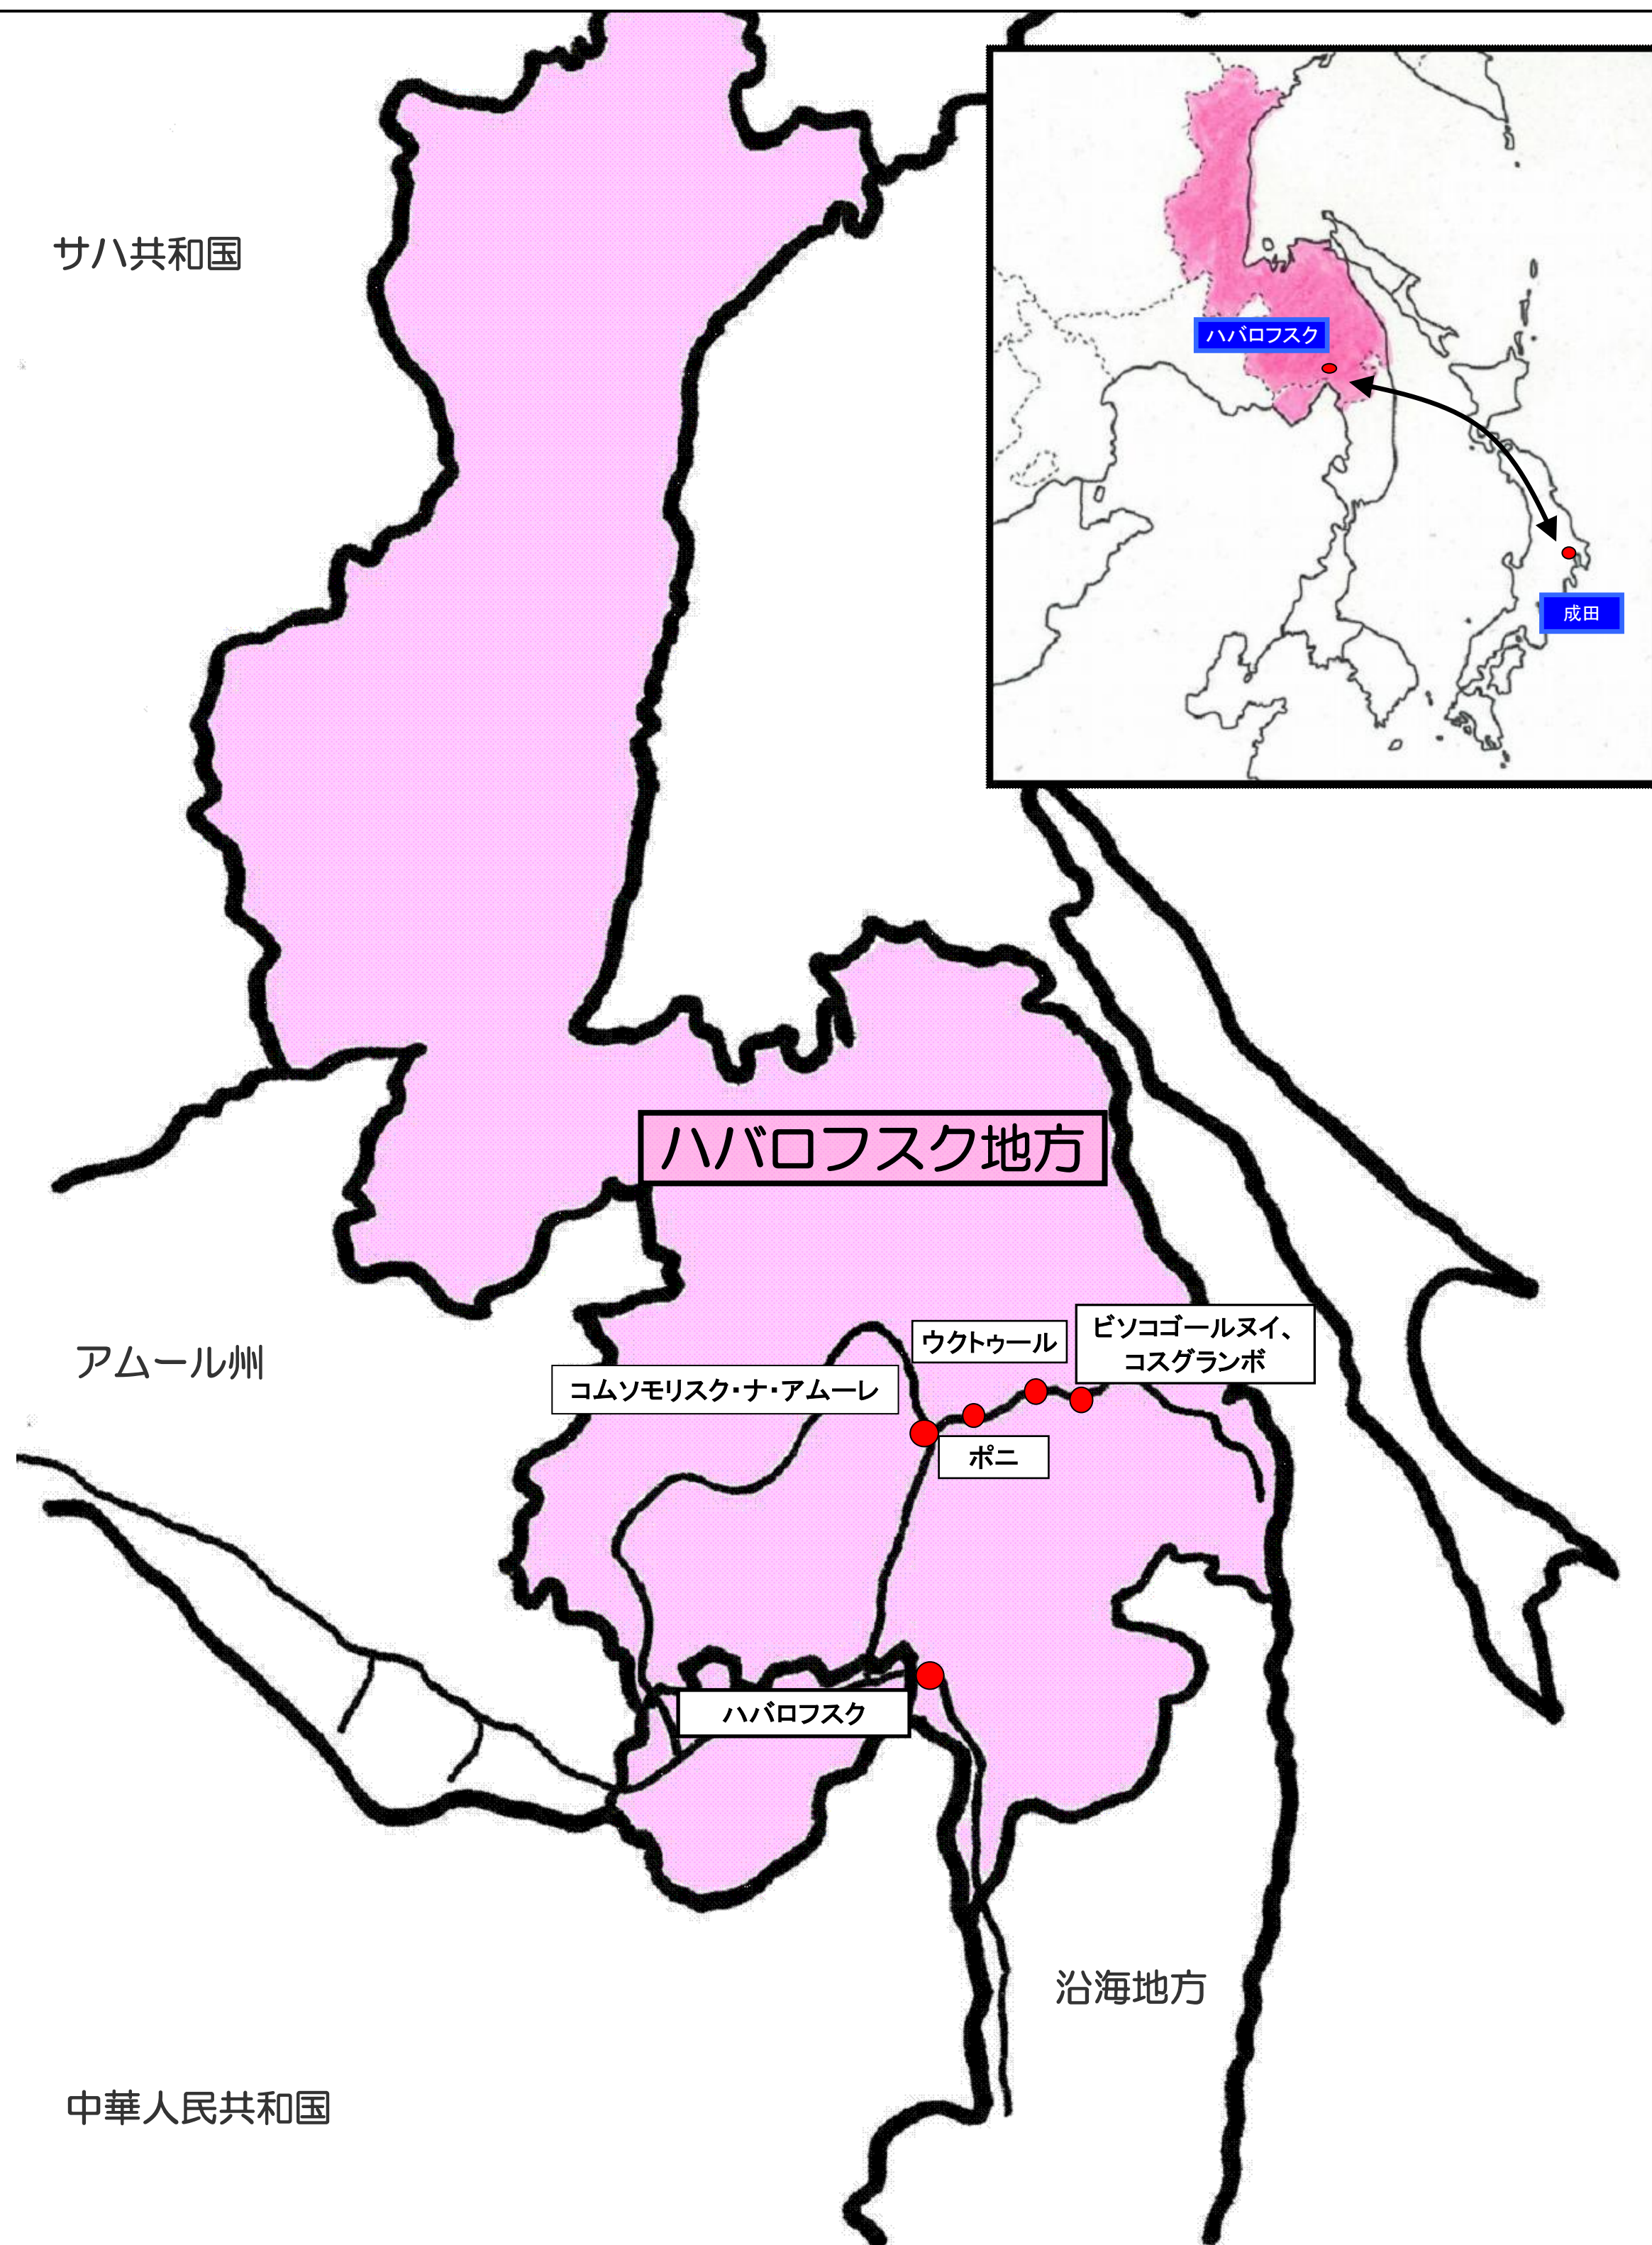 サハ共和国
ハバロフスク
成田
ハバロフスク地方
アムール州
ウクトゥール
ビソコゴールヌイ、
コスグランボ
コムソモリスク・ナ・アムーレ
ポニ
ハバロフスク
沿海地方
中華人民共和国